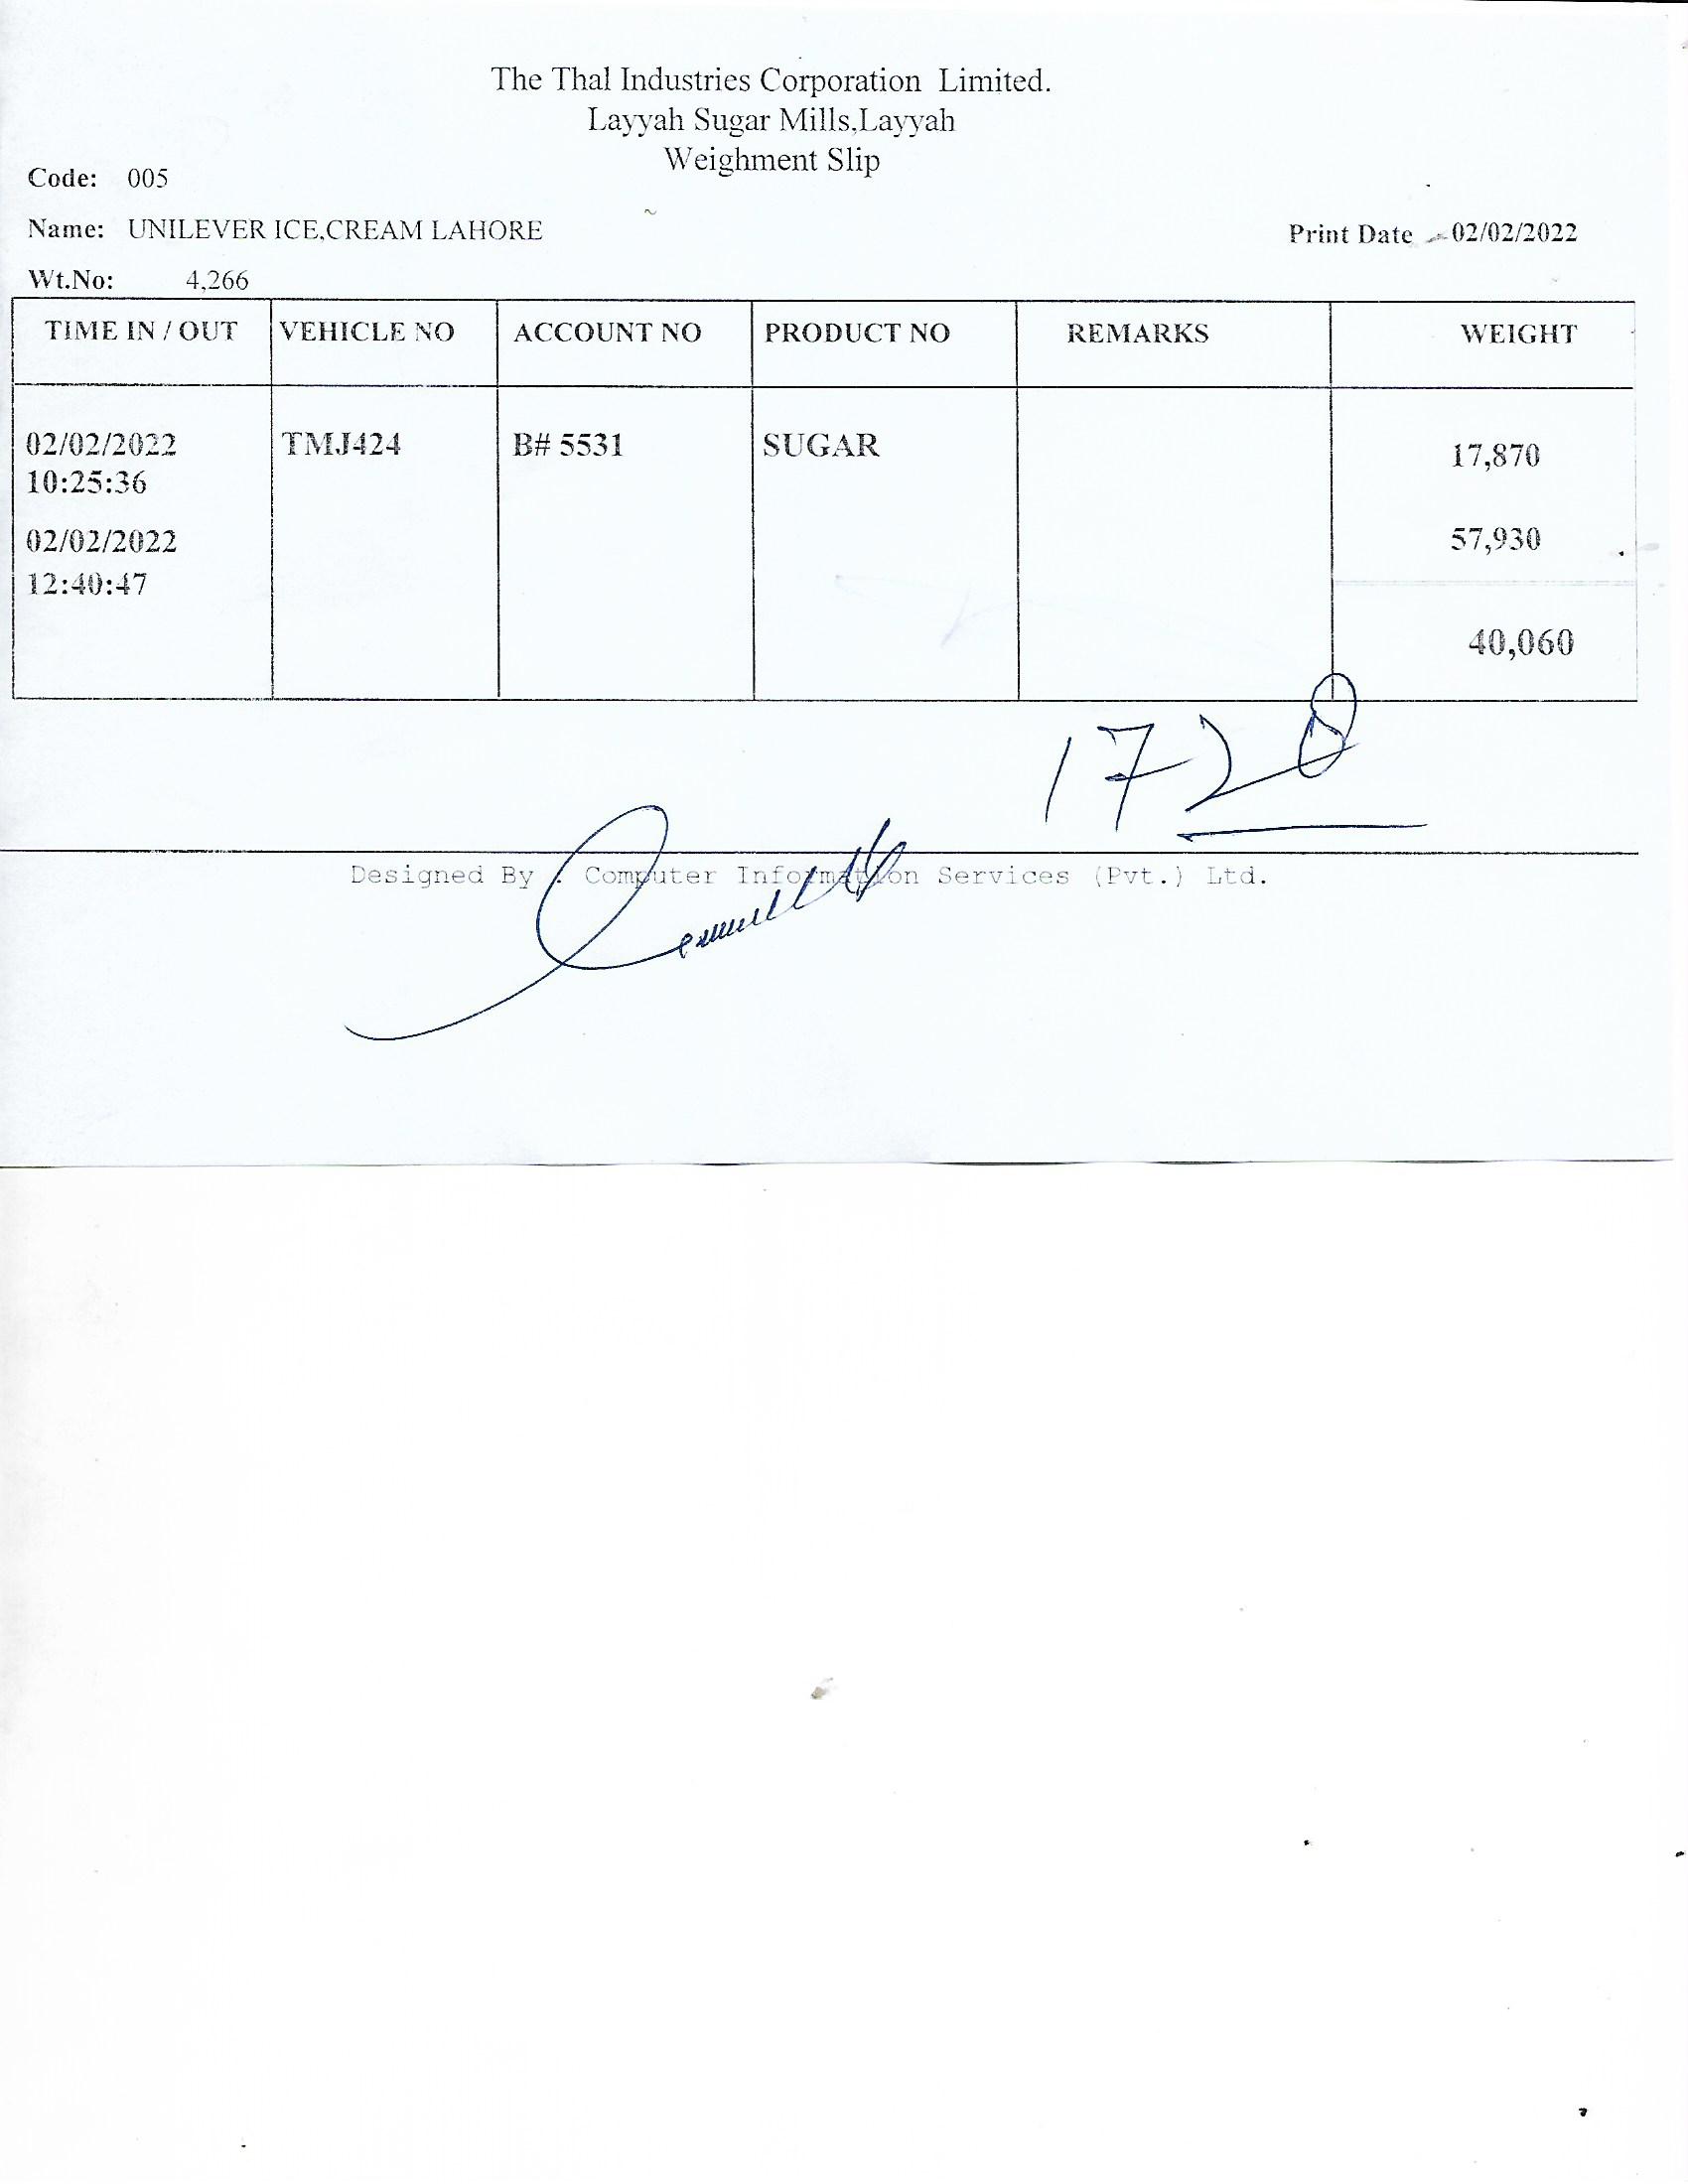 The Thal Industries Corporation Limited.
Layyah Sugar Mills,Layyah
Weighment Slip
Code: 005
Name: UNILEVER ICE,CREAM LAHORE
Print Date 02/02/2022
Wt.No: 4,266
TIME IN / OUT VEHICLE NO ACCOUNT NO PRODUCT NO REMARKS WEIGHT
02/02/2022 TMJ424 B# 5531 SUGAR 17,870
10:25:36
02/02/2022 57,930
12:40:47
40,060
1720
Designed By : Computer Information Services (Pvt.) Ltd.